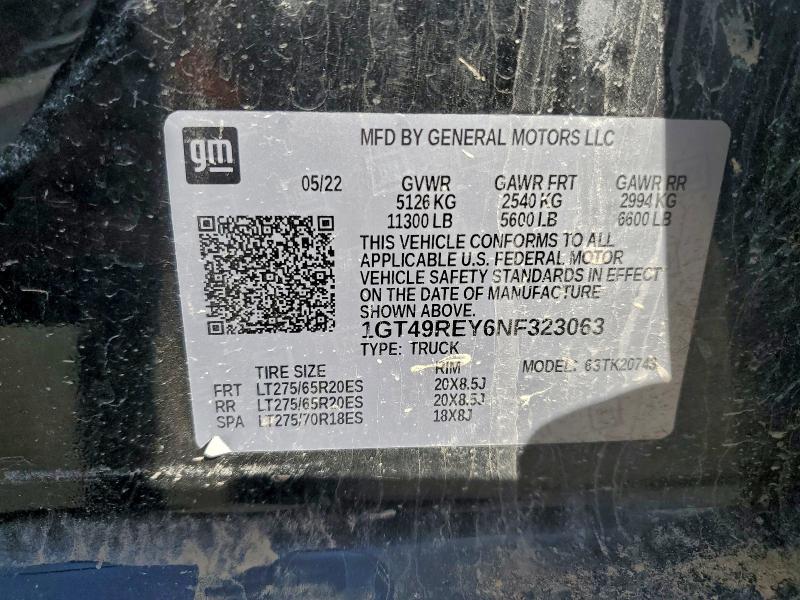 gm
MFD BY GENERAL MOTORS LLC
05/22 GVWR GAWR FRT GAWR RR
5126 KG 2540 KG 2994 KG
11300 LB 5600 LB 6600 LB
THIS VEHICLE CONFORMS TO ALL
APPLICABLE U.S. FEDERAL MOTOR
VEHICLE SAFETY STANDARDS IN EFFECT
ON THE DATE OF MANUFACTURE
SHOWN ABOVE.
1GT49REY6NF323063
TYPE: TRUCK
TIRE SIZE RIM MODEL: 63TK20743
FRT LT275/65R20ES 20X8.5J
RR LT275/65R20ES 20X8.5J
SPA LT275/70R18ES 18X8J